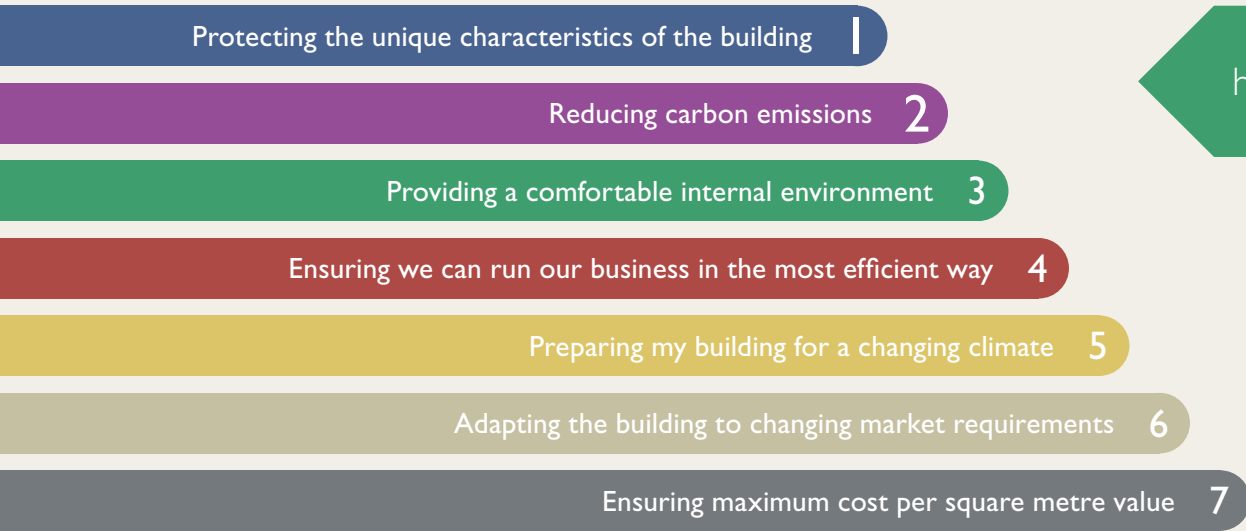 Protecting the unique characteristics of the building 1
Reducing carbon emissions 2
Providing a comfortable internal environment 3
Ensuring we can run our business in the most efficient way 4
Preparing my building for a changing climate 5
Adapting the building to changing market requirements 6
Ensuring maximum cost per square metre value 7